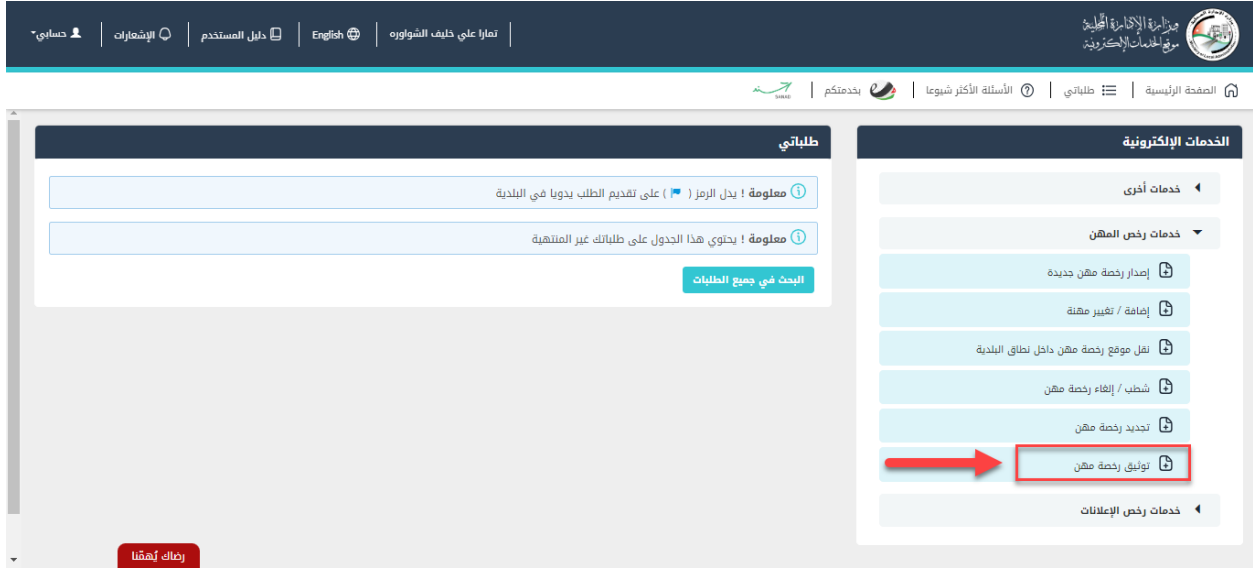 وزارة الإدارة المحلية
موقع الخدمات الإلكترونية
تمارا علي خليف الشواوره
English
دليل المستخدم
الإشعارات
حسابي
الصفحة الرئيسية
طلباتي
الأسئلة الأكثر شيوعا
بخدمتكم
سند
SANAD
الخدمات الإلكترونية
خدمات أخرى
خدمات رخص المهن
إصدار رخصة مهن جديدة
إضافة / تغيير مهنة
نقل موقع رخصة مهن داخل نطاق البلدية
شطب / إلغاء رخصة مهن
تجديد رخصة مهن
توثيق رخصة مهن
خدمات رخص الإعلانات
طلباتي
معلومة ! يدل الرمز ( ) على تقديم الطلب يدويا في البلدية
معلومة ! يحتوي هذا الجدول على طلباتك غير المنتهية
البحث في جميع الطلبات
رضاك يُهمّنا